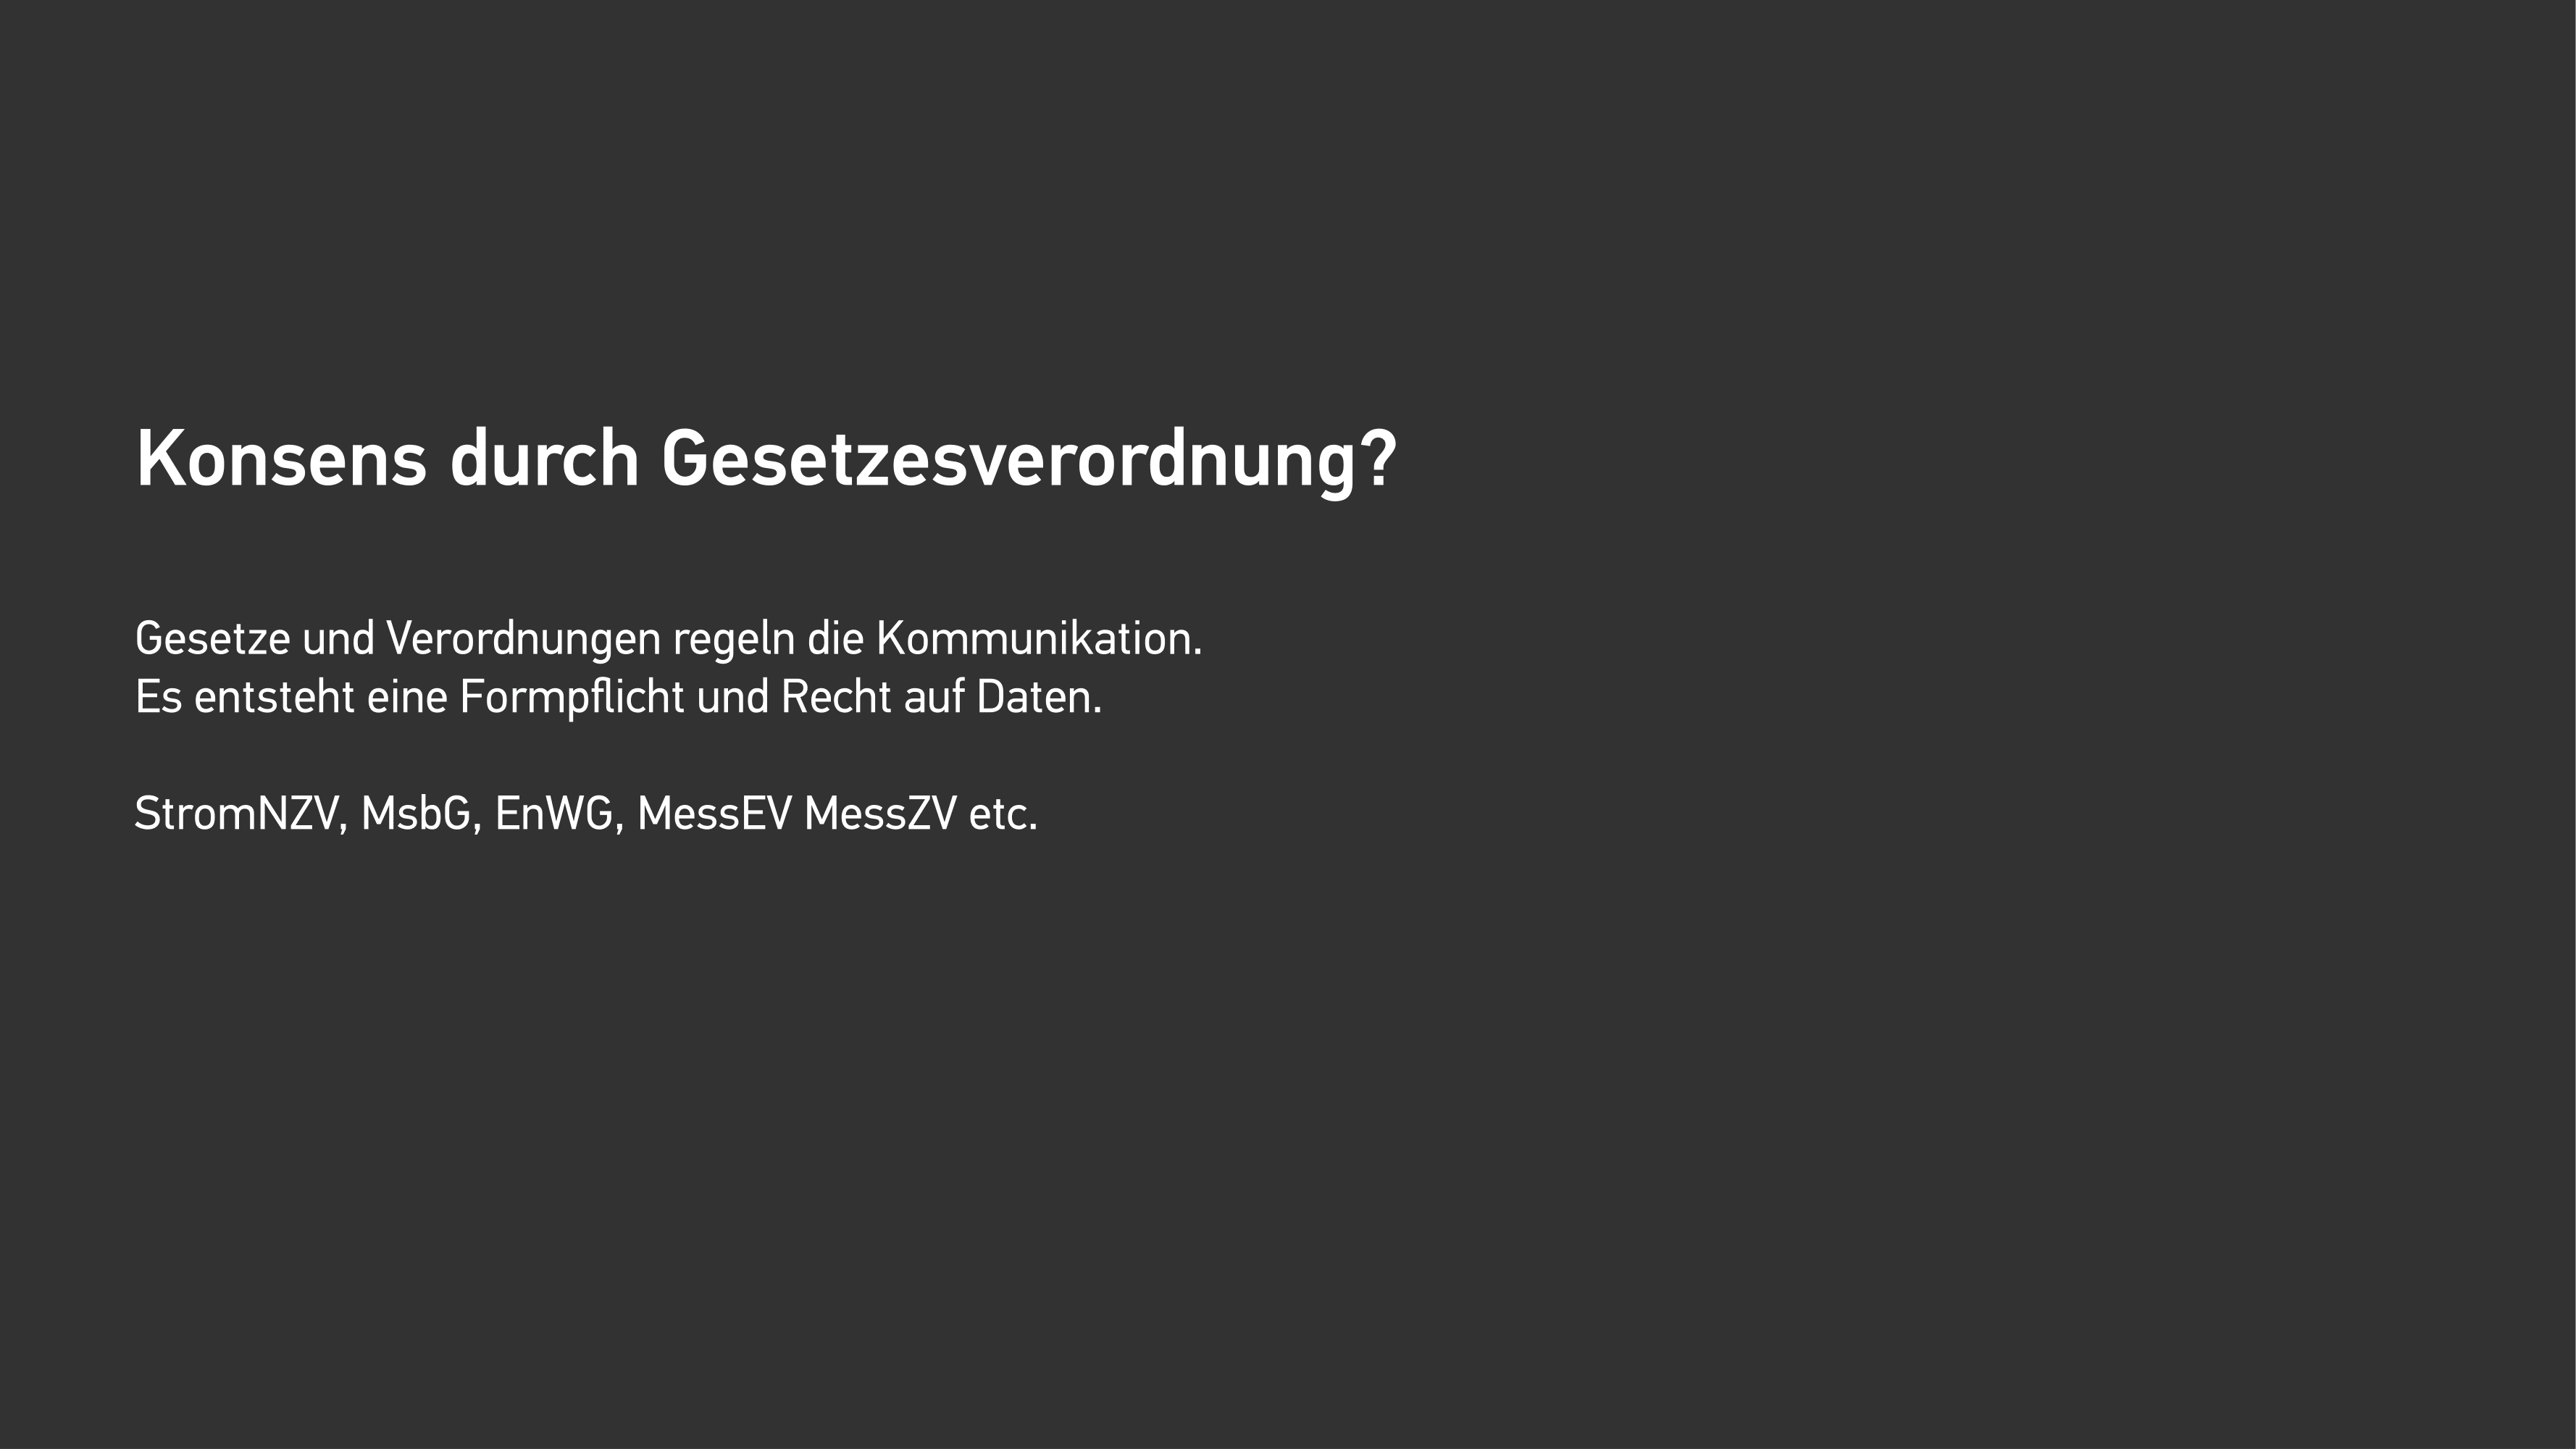 Konsens durch Gesetzesverordnung?
Gesetze und Verordnungen regeln die Kommunikation.
Es entsteht eine Formpflicht und Recht auf Daten.
StromNZV, MsbG, EnWG, MessEV MessZV etc.